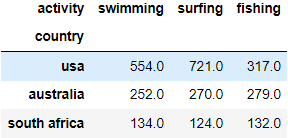 activity swimming surfing fishing
country
usa 554.0 721.0 317.0
australia 252.0 270.0 279.0
south africa 134.0 124.0 132.0